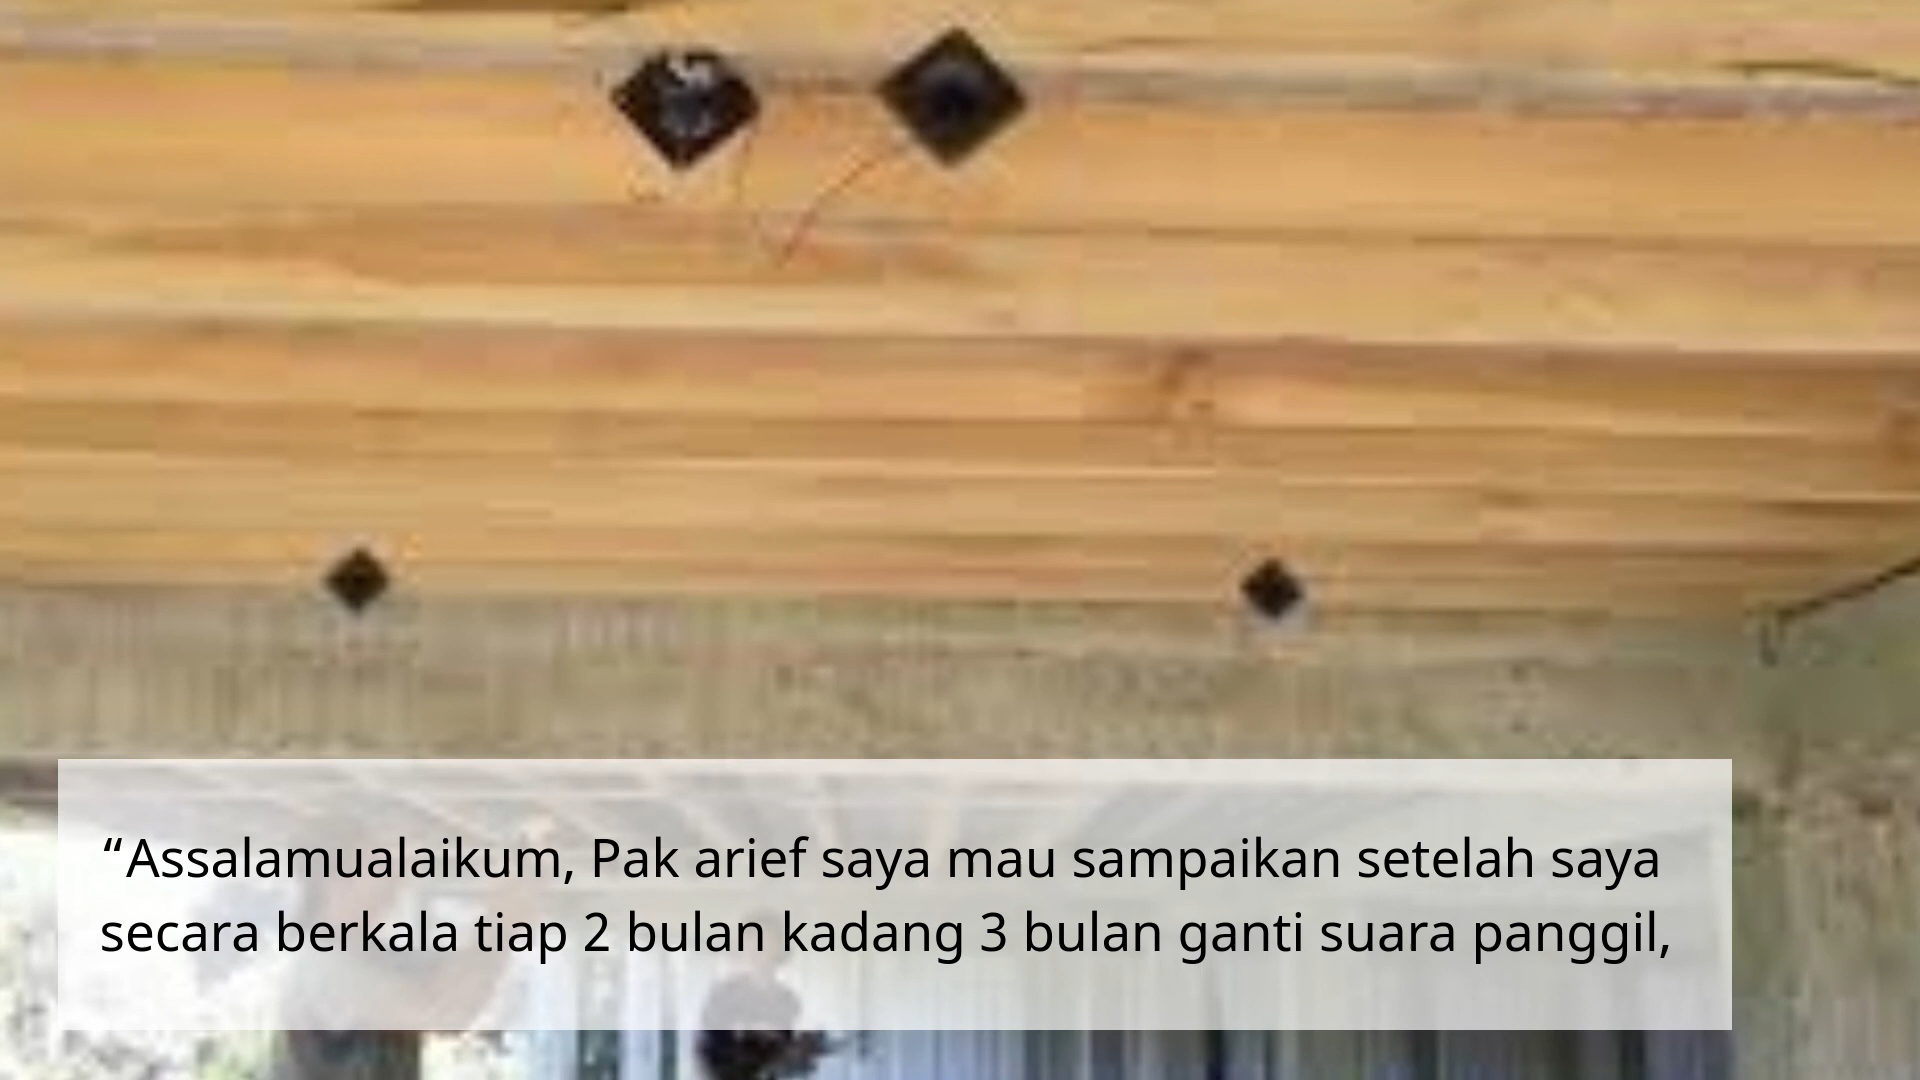 “Assalamualaikum, Pak arief saya mau sampaikan setelah saya
secara berkala tiap 2 bulan kadang 3 bulan ganti suara panggil,